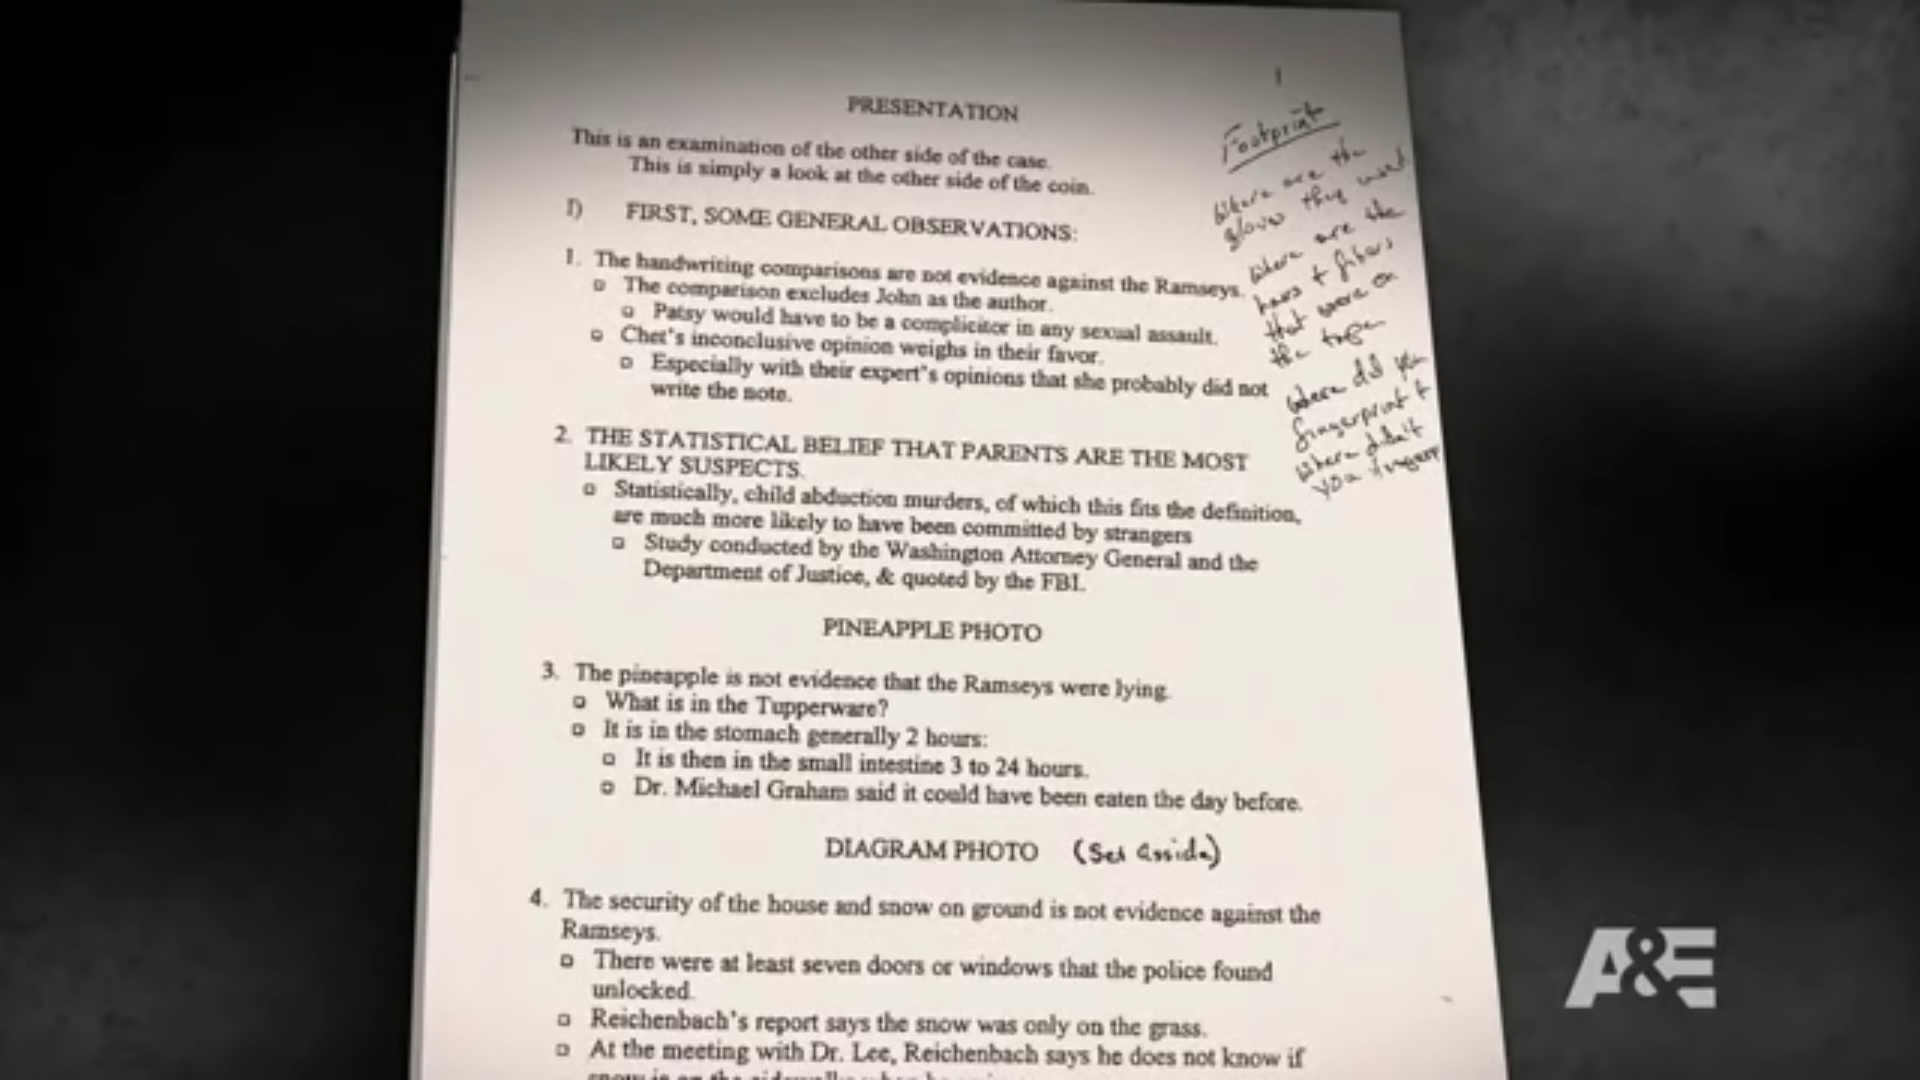 1
PRESENTATION
This is an examination of the other side of the case.
This is simply a look at the other side of the coin.
I) FIRST, SOME GENERAL OBSERVATIONS:
1. The handwriting comparisons are not evidence against the Ramseys.
▫ The comparison excludes John as the author.
▫ Patsy would have to be a complicitor in any sexual assault.
▫ Chet's inconclusive opinion weighs in their favor.
▫ Especially with their expert's opinions that she probably did not
write the note.
2. THE STATISTICAL BELIEF THAT PARENTS ARE THE MOST
LIKELY SUSPECTS.
▫ Statistically, child abduction murders, of which this fits the definition,
are much more likely to have been committed by strangers
▫ Study conducted by the Washington Attorney General and the
Department of Justice, & quoted by the FBI.
PINEAPPLE PHOTO
3. The pineapple is not evidence that the Ramseys were lying.
▫ What is in the Tupperware?
▫ It is in the stomach generally 2 hours:
▫ It is then in the small intestine 3 to 24 hours.
▫ Dr. Michael Graham said it could have been eaten the day before.
DIAGRAM PHOTO (Set Asside)
4. The security of the house and snow on ground is not evidence against the
Ramseys.
▫ There were at least seven doors or windows that the police found
unlocked.
▫ Reichenbach's report says the snow was only on the grass.
▫ At the meeting with Dr. Lee, Reichenbach says he does not know if
Footprint
Where are the
gloves they used
Where are the
hairs + fibers
that were on
the tape
Where did you
fingerprint +
where didn't
you
A&E